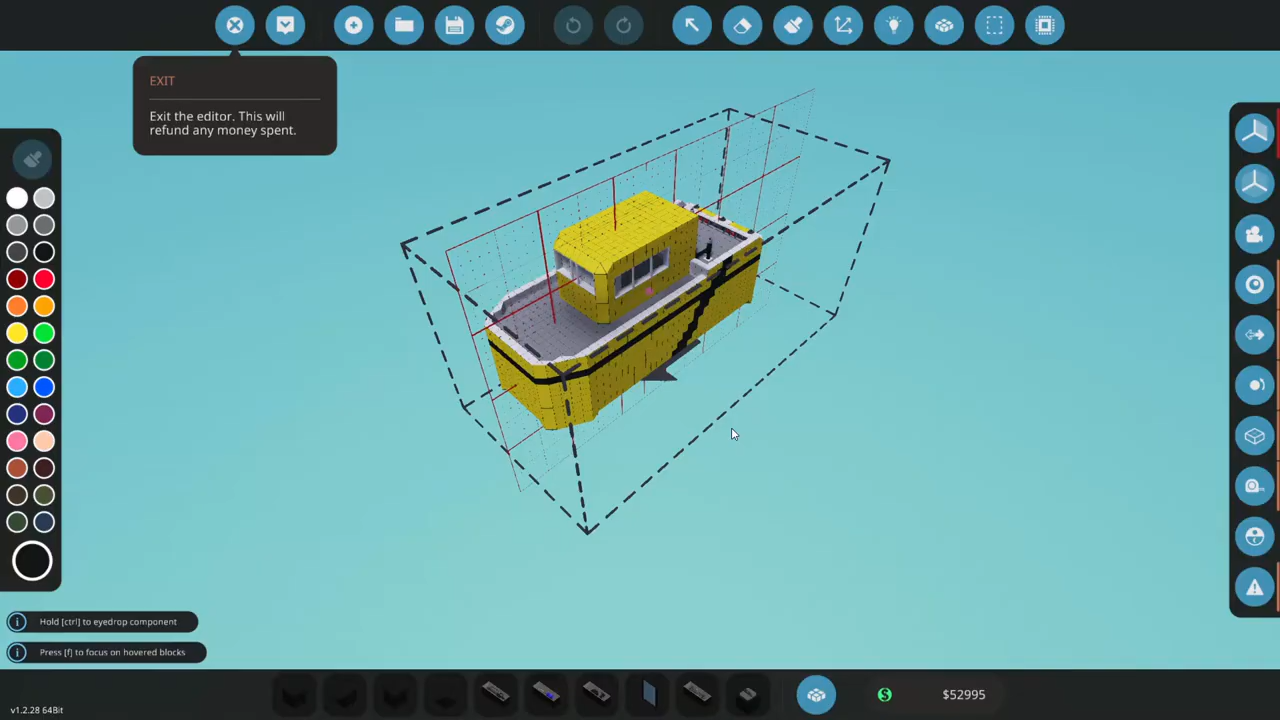 EXIT
Exit the editor. This will
refund any money spent.
Hold [ctrl] to eyedrop component
Press [f] to focus on hovered blocks
v1.2.28 64Bit
$52995